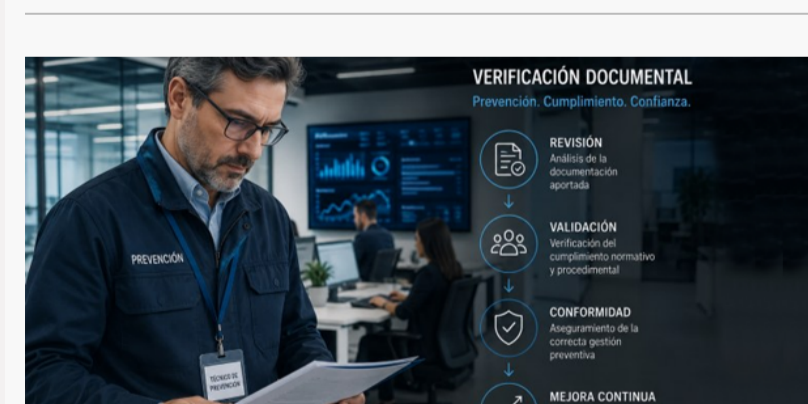 VERIFICACIÓN DOCUMENTAL
Prevención. Cumplimiento. Confianza.
REVISIÓN
Análisis de la
documentación
aportada
VALIDACIÓN
Verificación del
cumplimiento normativo
y procedimental
CONFORMIDAD
Aseguramiento de la
correcta gestión
preventiva
MEJORA CONTINUA
PREVENCIÓN
TÉCNICO DE
PREVENCIÓN